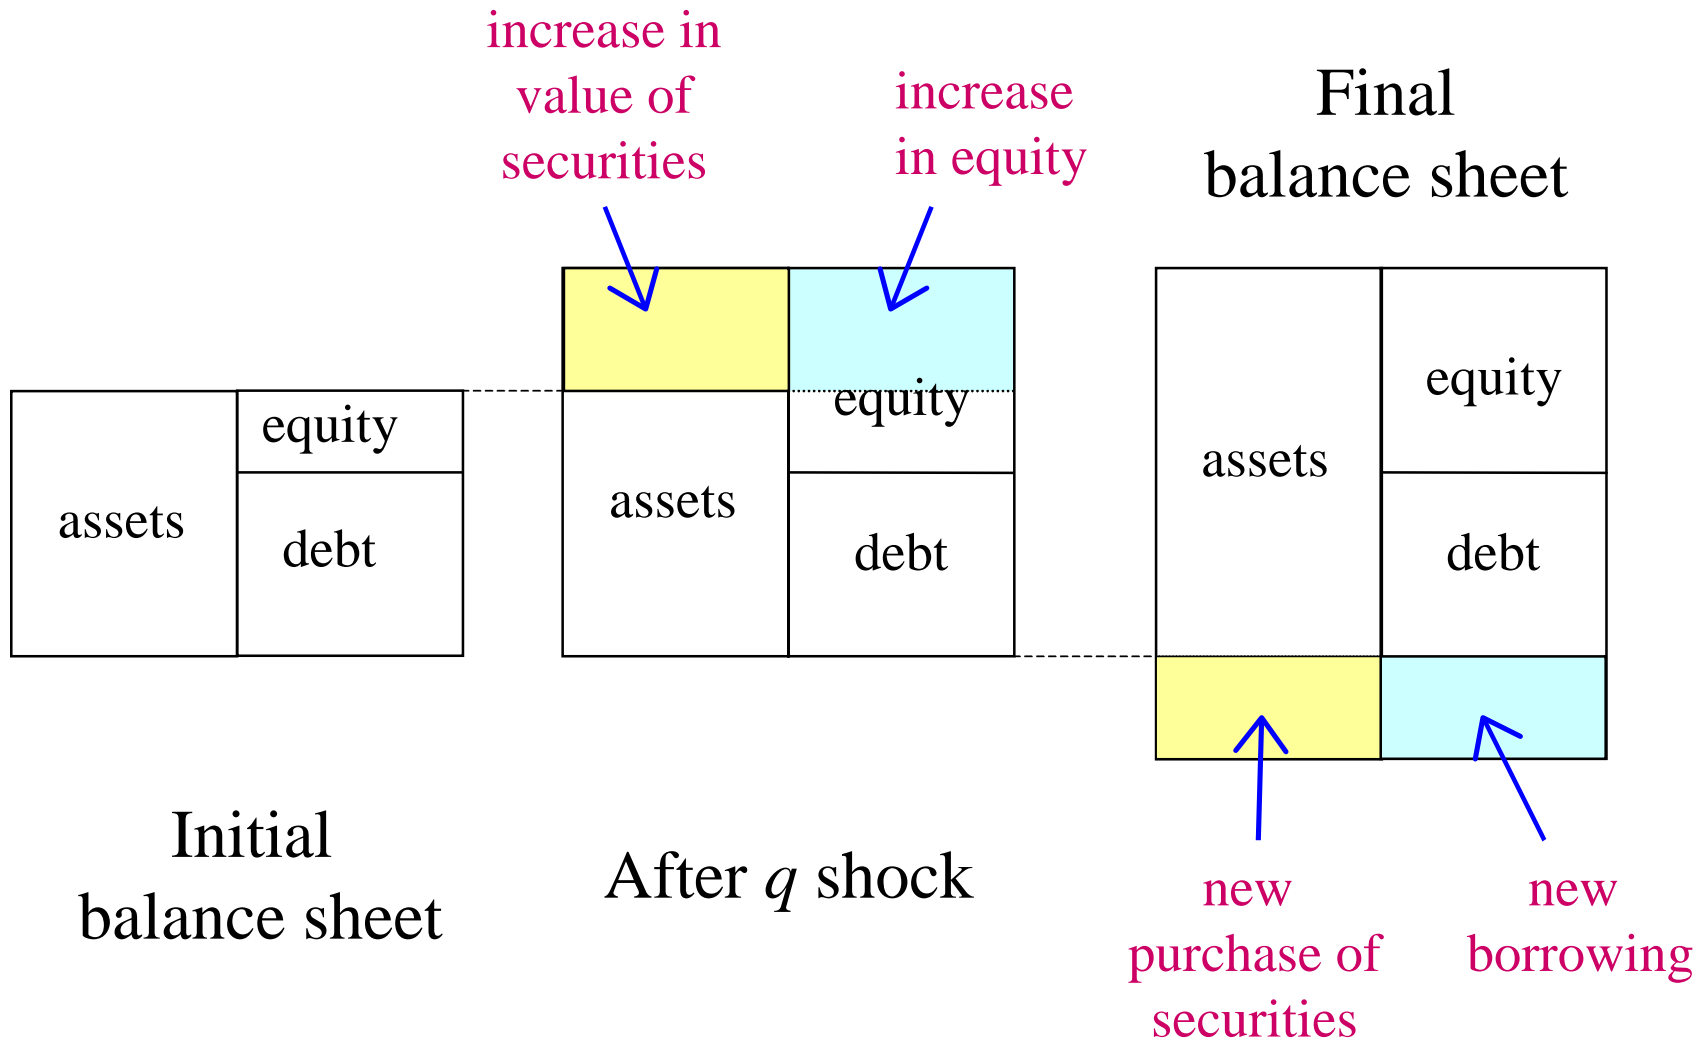 increase in
value of
securities
increase
in equity
Final
balance sheet
equity
assets
debt
equity
assets
debt
equity
assets
debt
Initial
balance sheet
After q shock
new
purchase of
securities
new
borrowing